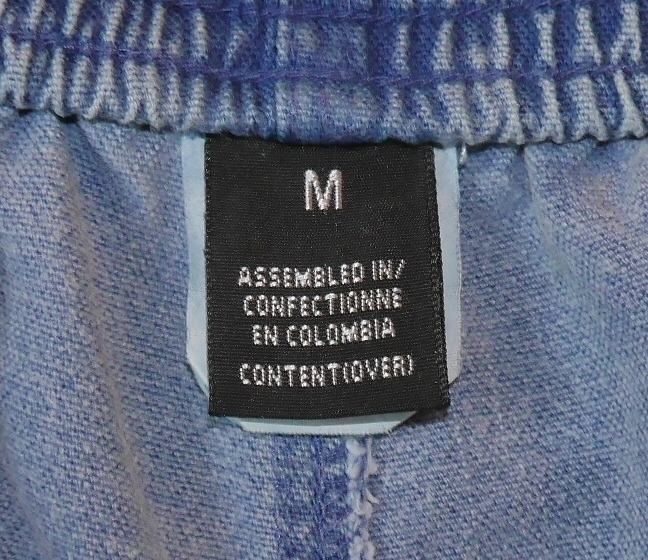 M
ASSEMBLED IN/
CONFECTIONNE
EN COLOMBIA
CONTENT(OVER)